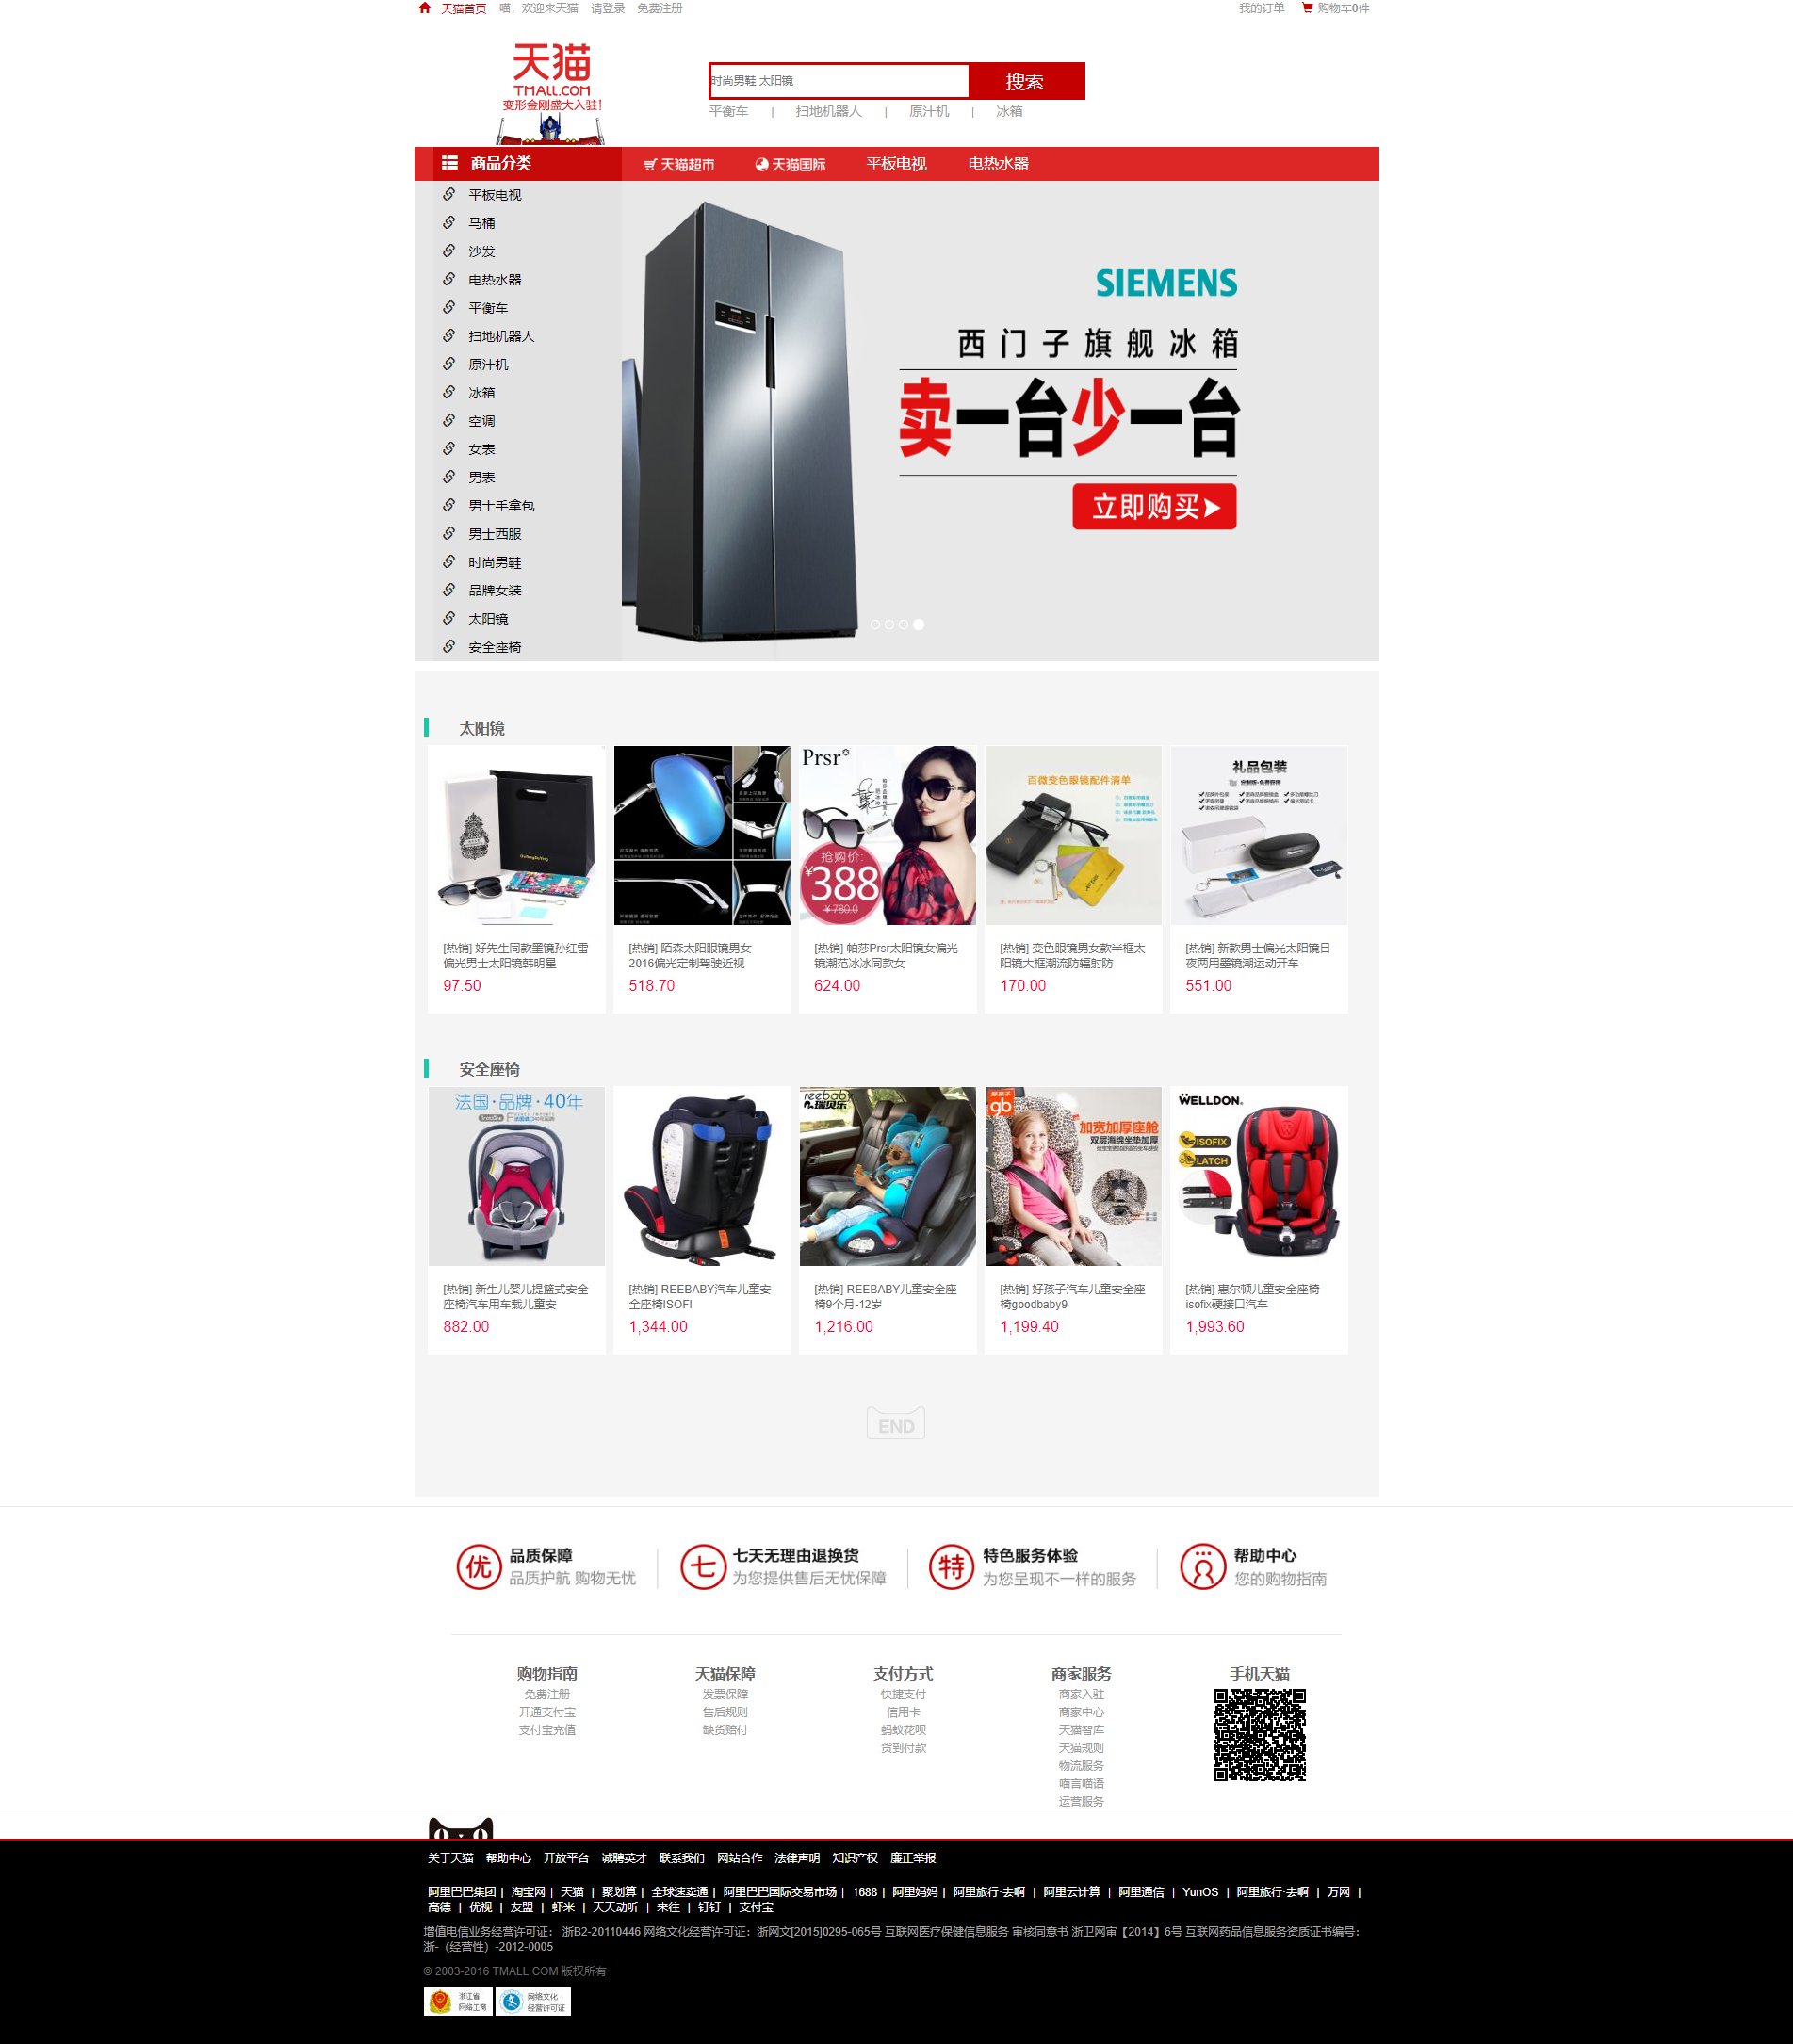 天猫首页 喵，欢迎来天猫 请登录 免费注册 我的订单 购物车0件
天猫
TMALL.COM
变形金刚盛大入驻!
时尚男鞋 太阳镜 搜索
平衡车 | 扫地机器人 | 原汁机 | 冰箱
商品分类 天猫超市 天猫国际 平板电视 电热水器
平板电视
马桶
沙发
电热水器
平衡车
扫地机器人
原汁机
冰箱
空调
女表
男表
男士手拿包
男士西服
时尚男鞋
品牌女装
太阳镜
安全座椅
SIEMENS
西门子旗舰冰箱
卖一台少一台
立即购买
太阳镜
Prsr
抢购价:
¥388
¥780.0
百微变色眼镜配件清单
礼品包装
[热销] 好先生同款墨镜孙红雷
偏光男士太阳镜韩明星
97.50
[热销] 陌森太阳眼镜男女
2016偏光定制驾驶近视
518.70
[热销] 帕莎Prsr太阳镜女偏光
镜潮范冰冰同款女
624.00
[热销] 变色眼镜男女款半框太
阳镜大框潮流防辐射防
170.00
[热销] 新款男士偏光太阳镜日
夜两用墨镜潮运动开车
551.00
安全座椅
法国·品牌·40年
reebaby
瑞贝乐
好孩子
gb
加宽加厚座舱
双层海绵坐垫加厚
WELLDON
ISOFIX
LATCH
[热销] 新生儿婴儿提篮式安全
座椅汽车用车载儿童安
882.00
[热销] REEBABY汽车儿童安
全座椅ISOFI
1,344.00
[热销] REEBABY儿童安全座
椅9个月-12岁
1,216.00
[热销] 好孩子汽车儿童安全座
椅goodbaby9
1,199.40
[热销] 惠尔顿儿童安全座椅
isofix硬接口汽车
1,993.60
END
优 品质保障
品质护航 购物无忧
七 七天无理由退换货
为您提供售后无忧保障
特 特色服务体验
为您呈现不一样的服务
帮助中心
您的购物指南
购物指南
免费注册
开通支付宝
支付宝充值
天猫保障
发票保障
售后规则
缺货赔付
支付方式
快捷支付
信用卡
蚂蚁花呗
货到付款
商家服务
商家入驻
商家中心
天猫智库
天猫规则
物流服务
喵言喵语
运营服务
手机天猫
关于天猫 帮助中心 开放平台 诚聘英才 联系我们 网站合作 法律声明 知识产权 廉正举报
阿里巴巴集团 | 淘宝网 | 天猫 | 聚划算 | 全球速卖通 | 阿里巴巴国际交易市场 | 1688 | 阿里妈妈 | 阿里旅行·去啊 | 阿里云计算 | 阿里通信 | YunOS | 阿里旅行·去啊 | 万网 |
高德 | 优视 | 友盟 | 虾米 | 天天动听 | 来往 | 钉钉 | 支付宝
增值电信业务经营许可证： 浙B2-20110446 网络文化经营许可证：浙网文[2015]0295-065号 互联网医疗保健信息服务 审核同意书 浙卫网审【2014】6号 互联网药品信息服务资质证书编号：
浙-（经营性）-2012-0005
© 2003-2016 TMALL.COM 版权所有
浙江省
网络工商
网络文化
经营许可证